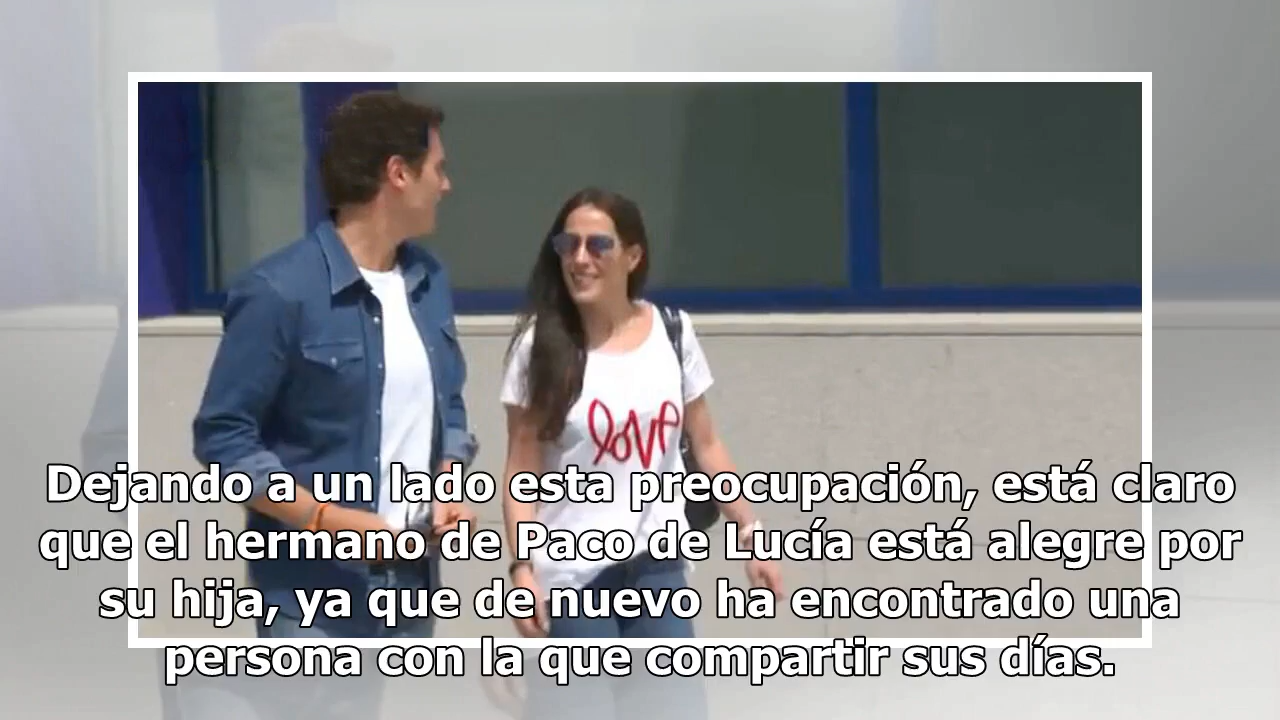 love
Dejando a un lado esta preocupación, está claro
que el hermano de Paco de Lucía está alegre por
su hija, ya que de nuevo ha encontrado una
persona con la que compartir sus días.